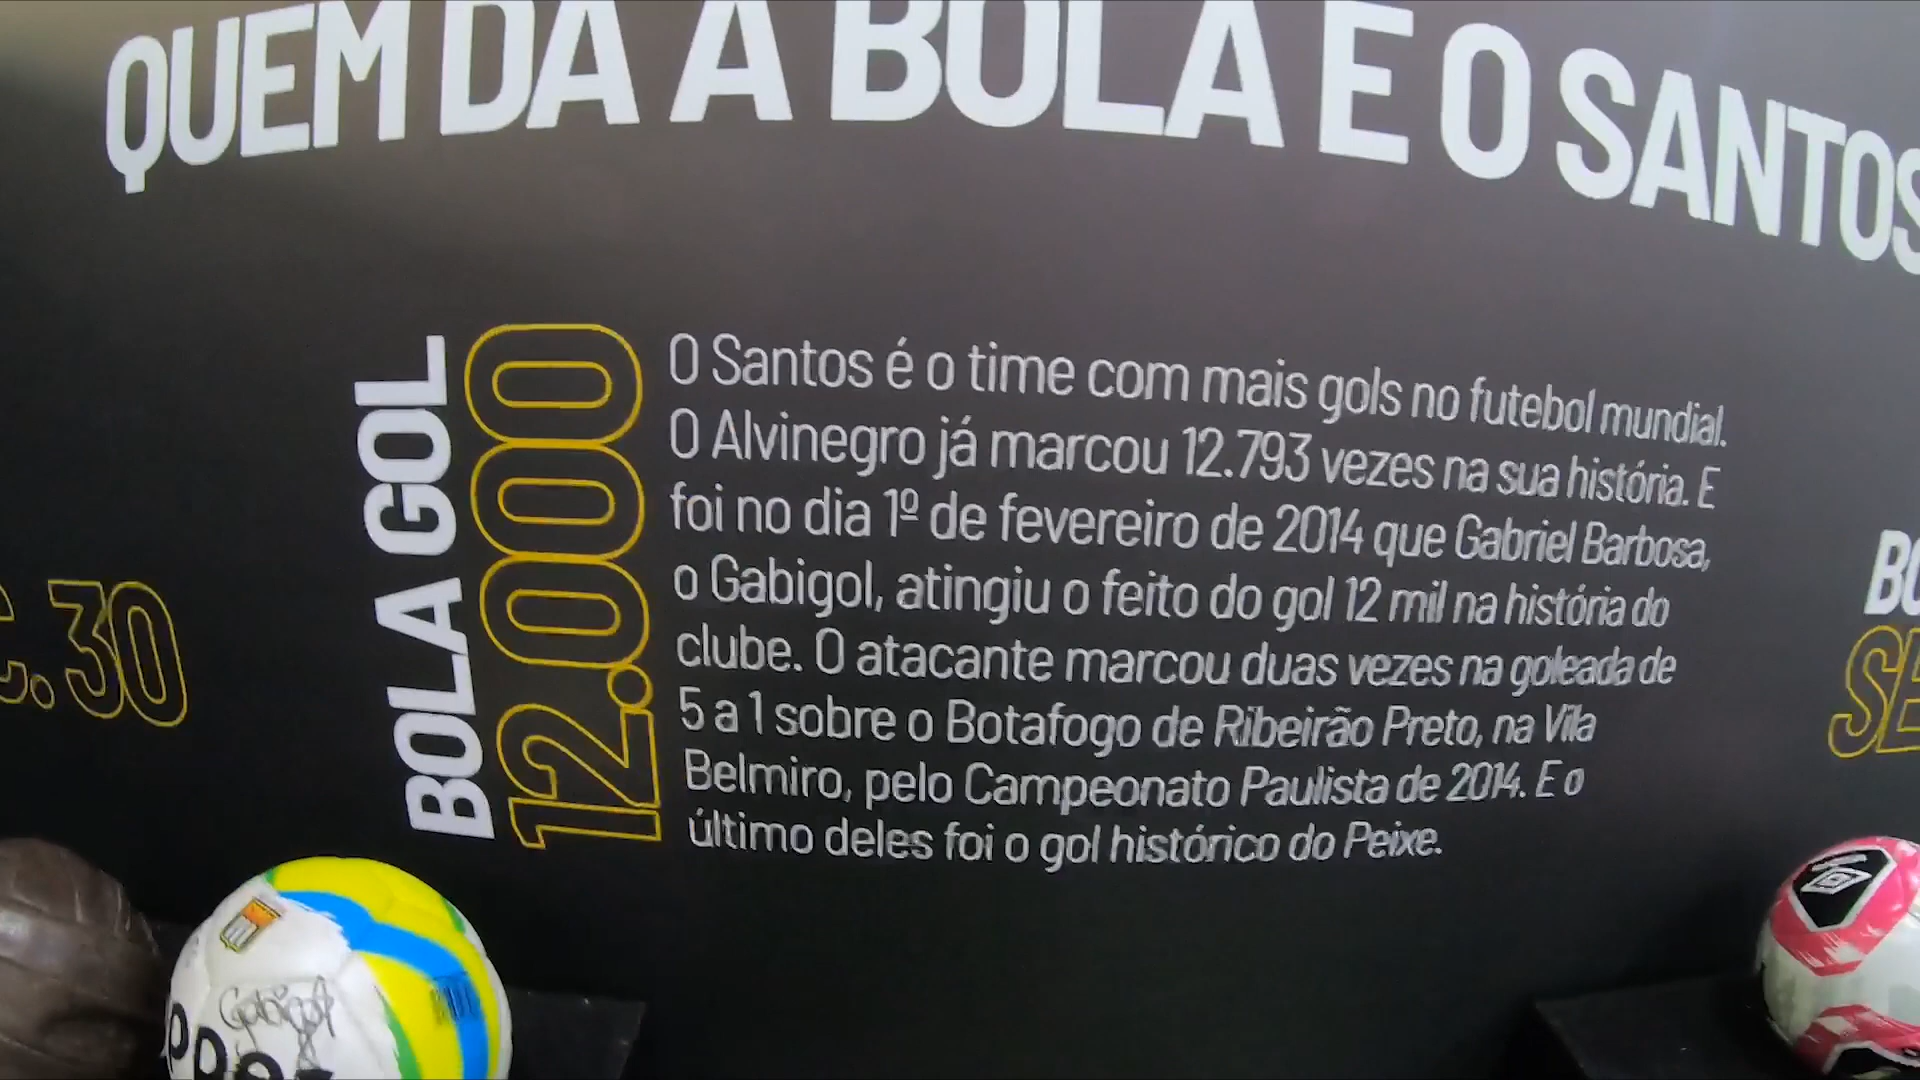 QUEM DÁ A BOLA É O SANTOS
BOLA GOL
12.000
O Santos é o time com mais gols no futebol mundial.
O Alvinegro já marcou 12.793 vezes na sua história. E
foi no dia 1º de fevereiro de 2014 que Gabriel Barbosa,
o Gabigol, atingiu o feito do gol 12 mil na história do
clube. O atacante marcou duas vezes na goleada de
5 a 1 sobre o Botafogo de Ribeirão Preto, na Vila
Belmiro, pelo Campeonato Paulista de 2014. E o
último deles foi o gol histórico do Peixe.
.30
Gabigol